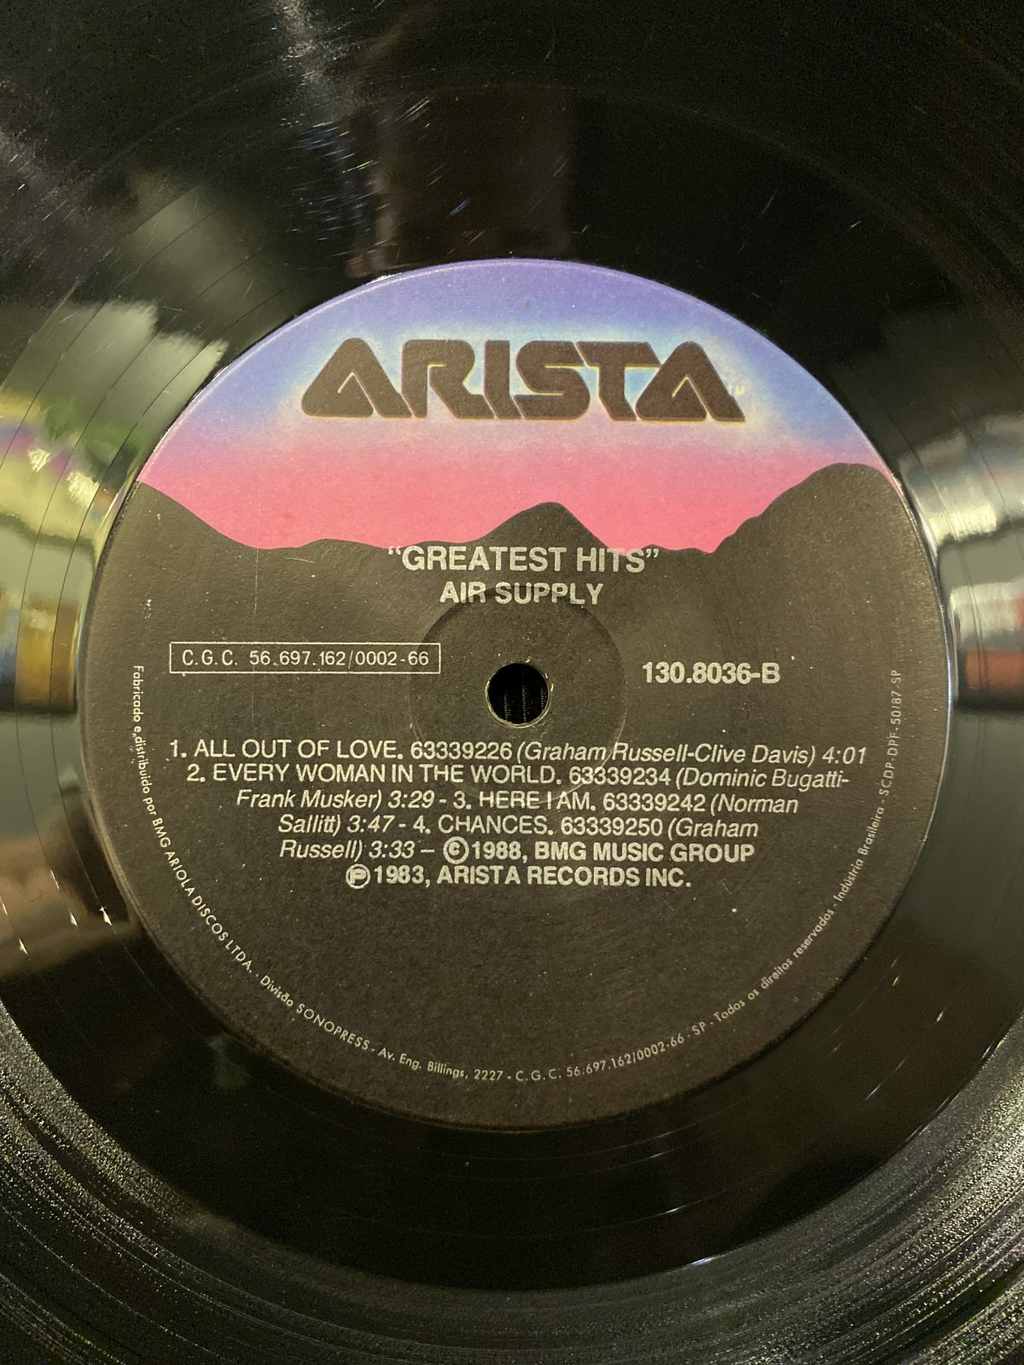 ARISTA™
"GREATEST HITS"
AIR SUPPLY
C.G.C. 56.697.162/0002-66
130.8036-B
1. ALL OUT OF LOVE. 63339226 (Graham Russell-Clive Davis) 4:01
2. EVERY WOMAN IN THE WORLD. 63339234 (Dominic Bugatti-
Frank Musker) 3:29 - 3. HERE I AM. 63339242 (Norman
Sallitt) 3:47 - 4. CHANCES. 63339250 (Graham
Russell) 3:33 – ©1988, BMG MUSIC GROUP
℗1983, ARISTA RECORDS INC.
Fabricado e distribuido por BMG ARIOLA DISCOS LTDA. - Divisão SONOPRESS - Av. Eng. Billings, 2227 - C.G.C. 56.697.162/0002-66 - SP - Todos os direitos reservados - Indústria Brasileira - SCDP-DPF-50/87-SP